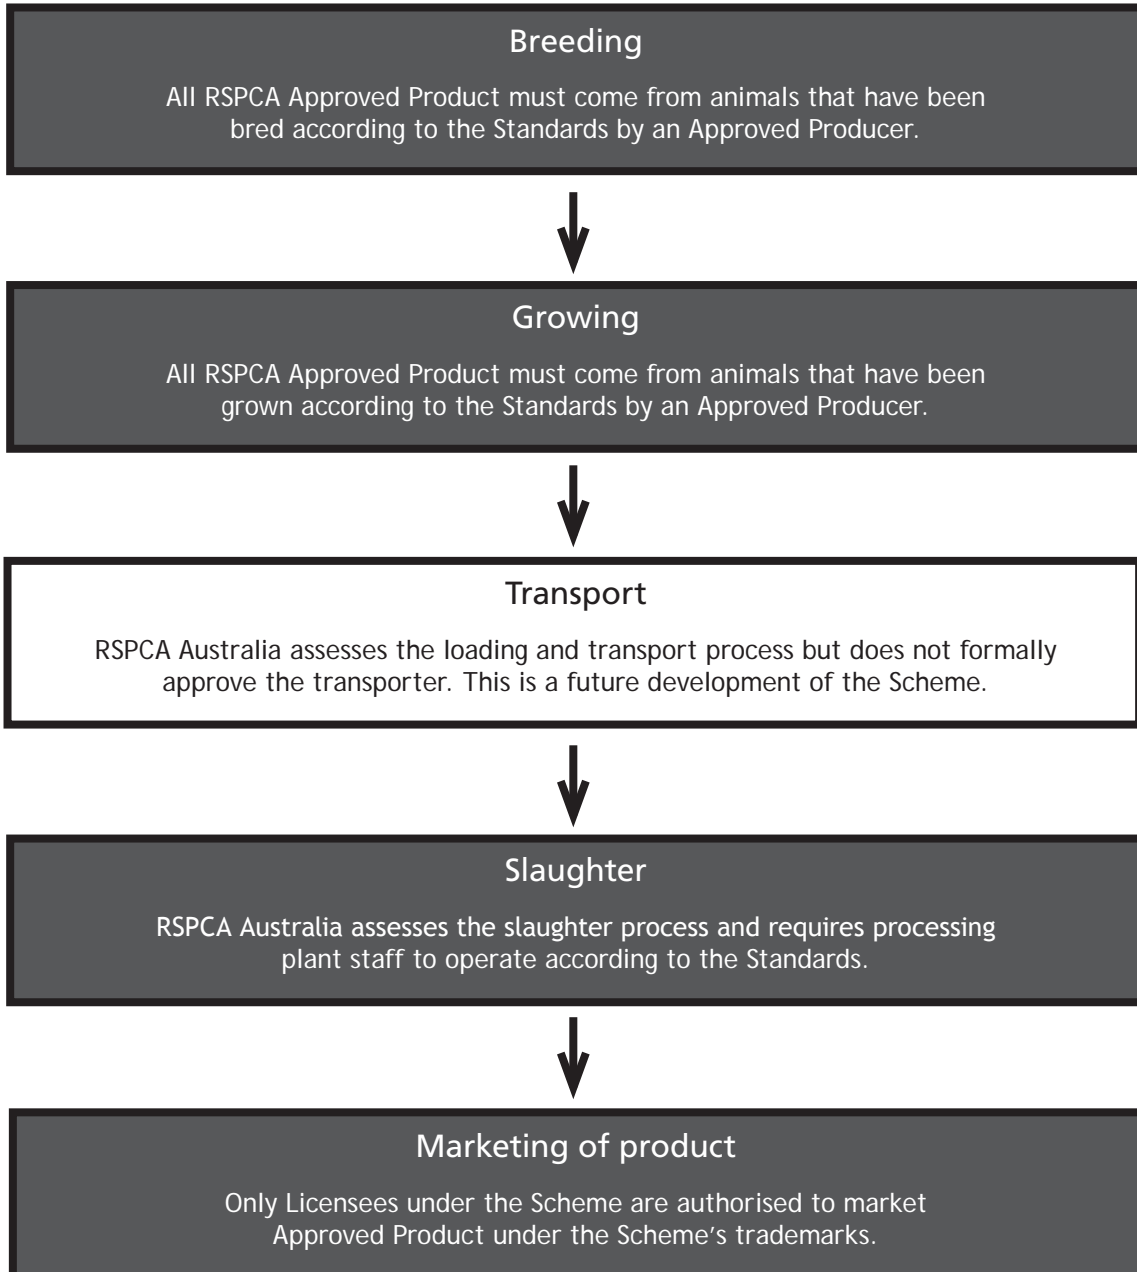 Breeding
All RSPCA Approved Product must come from animals that have been
bred according to the Standards by an Approved Producer.
Growing
All RSPCA Approved Product must come from animals that have been
grown according to the Standards by an Approved Producer.
Transport
RSPCA Australia assesses the loading and transport process but does not formally
approve the transporter. This is a future development of the Scheme.
Slaughter
RSPCA Australia assesses the slaughter process and requires processing
plant staff to operate according to the Standards.
Marketing of product
Only Licensees under the Scheme are authorised to market
Approved Product under the Scheme's trademarks.